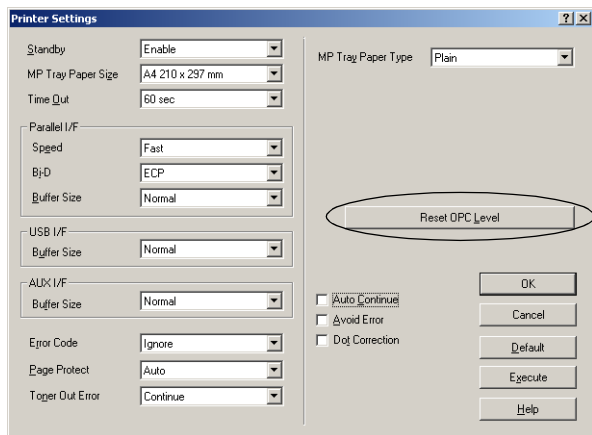 Printer Settings
Standby Enable
MP Tray Paper Size A4 210 x 297 mm
Time Out 60 sec
Parallel I/F
Speed Fast
Bi-D ECP
Buffer Size Normal
USB I/F
Buffer Size Normal
AUX I/F
Buffer Size Normal
Error Code Ignore
Page Protect Auto
Toner Out Error Continue
MP Tray Paper Type Plain
Reset OPC Level
Auto Continue
Avoid Error
Dot Correction
OK
Cancel
Default
Execute
Help